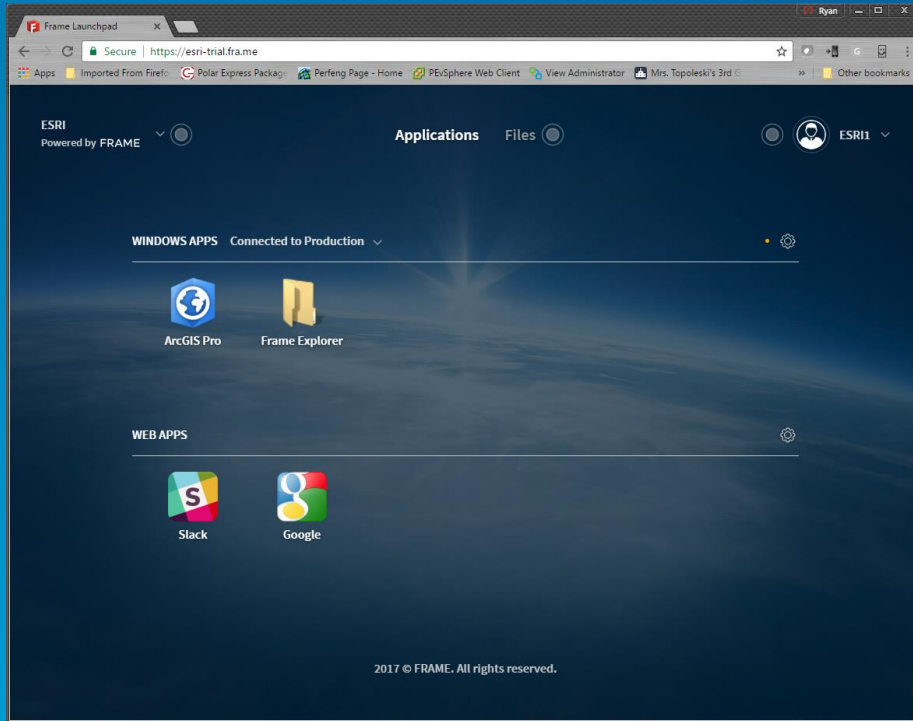 Ryan
Frame Launchpad
Secure | https://esri-trial.fra.me
Apps Imported From Firefo Polar Express Package Perfeng Page - Home PEvSphere Web Client View Administrator Mrs. Topoleski's 3rd G » Other bookmarks
ESRI
Powered by FRAME
Applications Files
ESRI1
WINDOWS APPS Connected to Production
ArcGIS Pro Frame Explorer
WEB APPS
S
Slack Google
2017 © FRAME. All rights reserved.